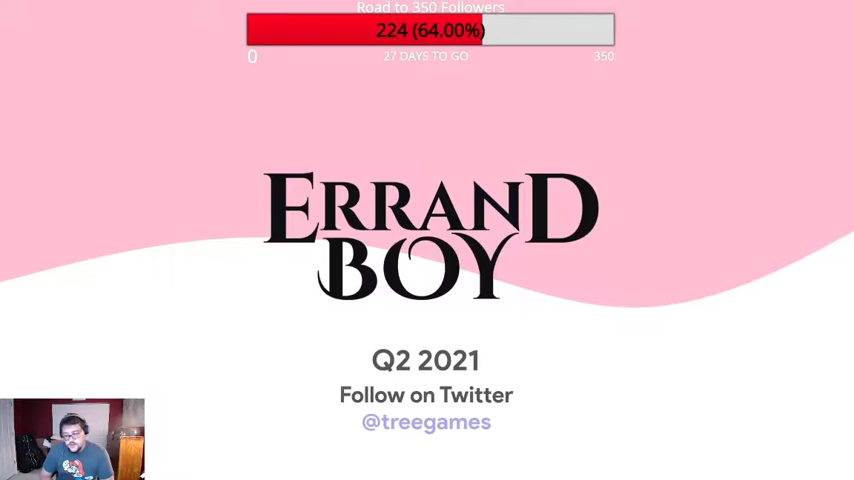 Road to 350 Followers
224 (64.00%)
0
27 DAYS TO GO
350
ERRAND
BOY
Q2 2021
Follow on Twitter
@treegames